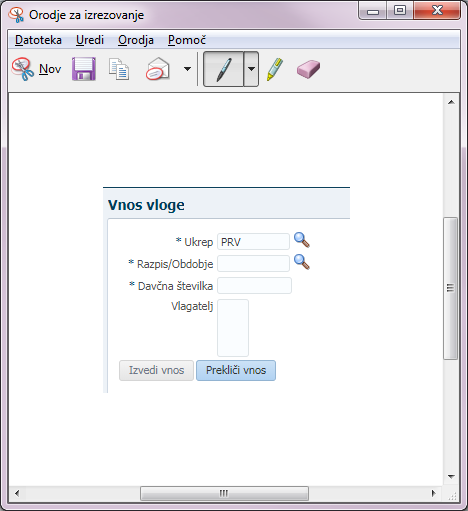 Orodje za izrezovanje
Datoteka Uredi Orodja Pomoč
Nov
Vnos vloge
* Ukrep PRV
* Razpis/Obdobje
* Davčna številka
Vlagatelj
Izvedi vnos Prekliči vnos